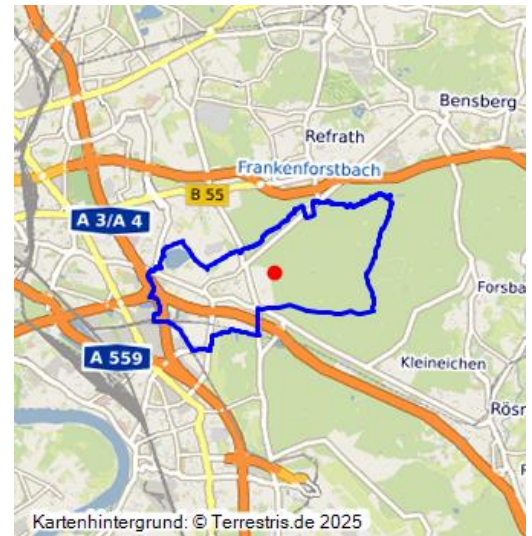 Bensberg
Refrath
Frankenforstbach
B 55
A 3/A 4
Forsba
A 559
Kleineichen
Rösr
Kartenhintergrund: © Terrestris.de 2025